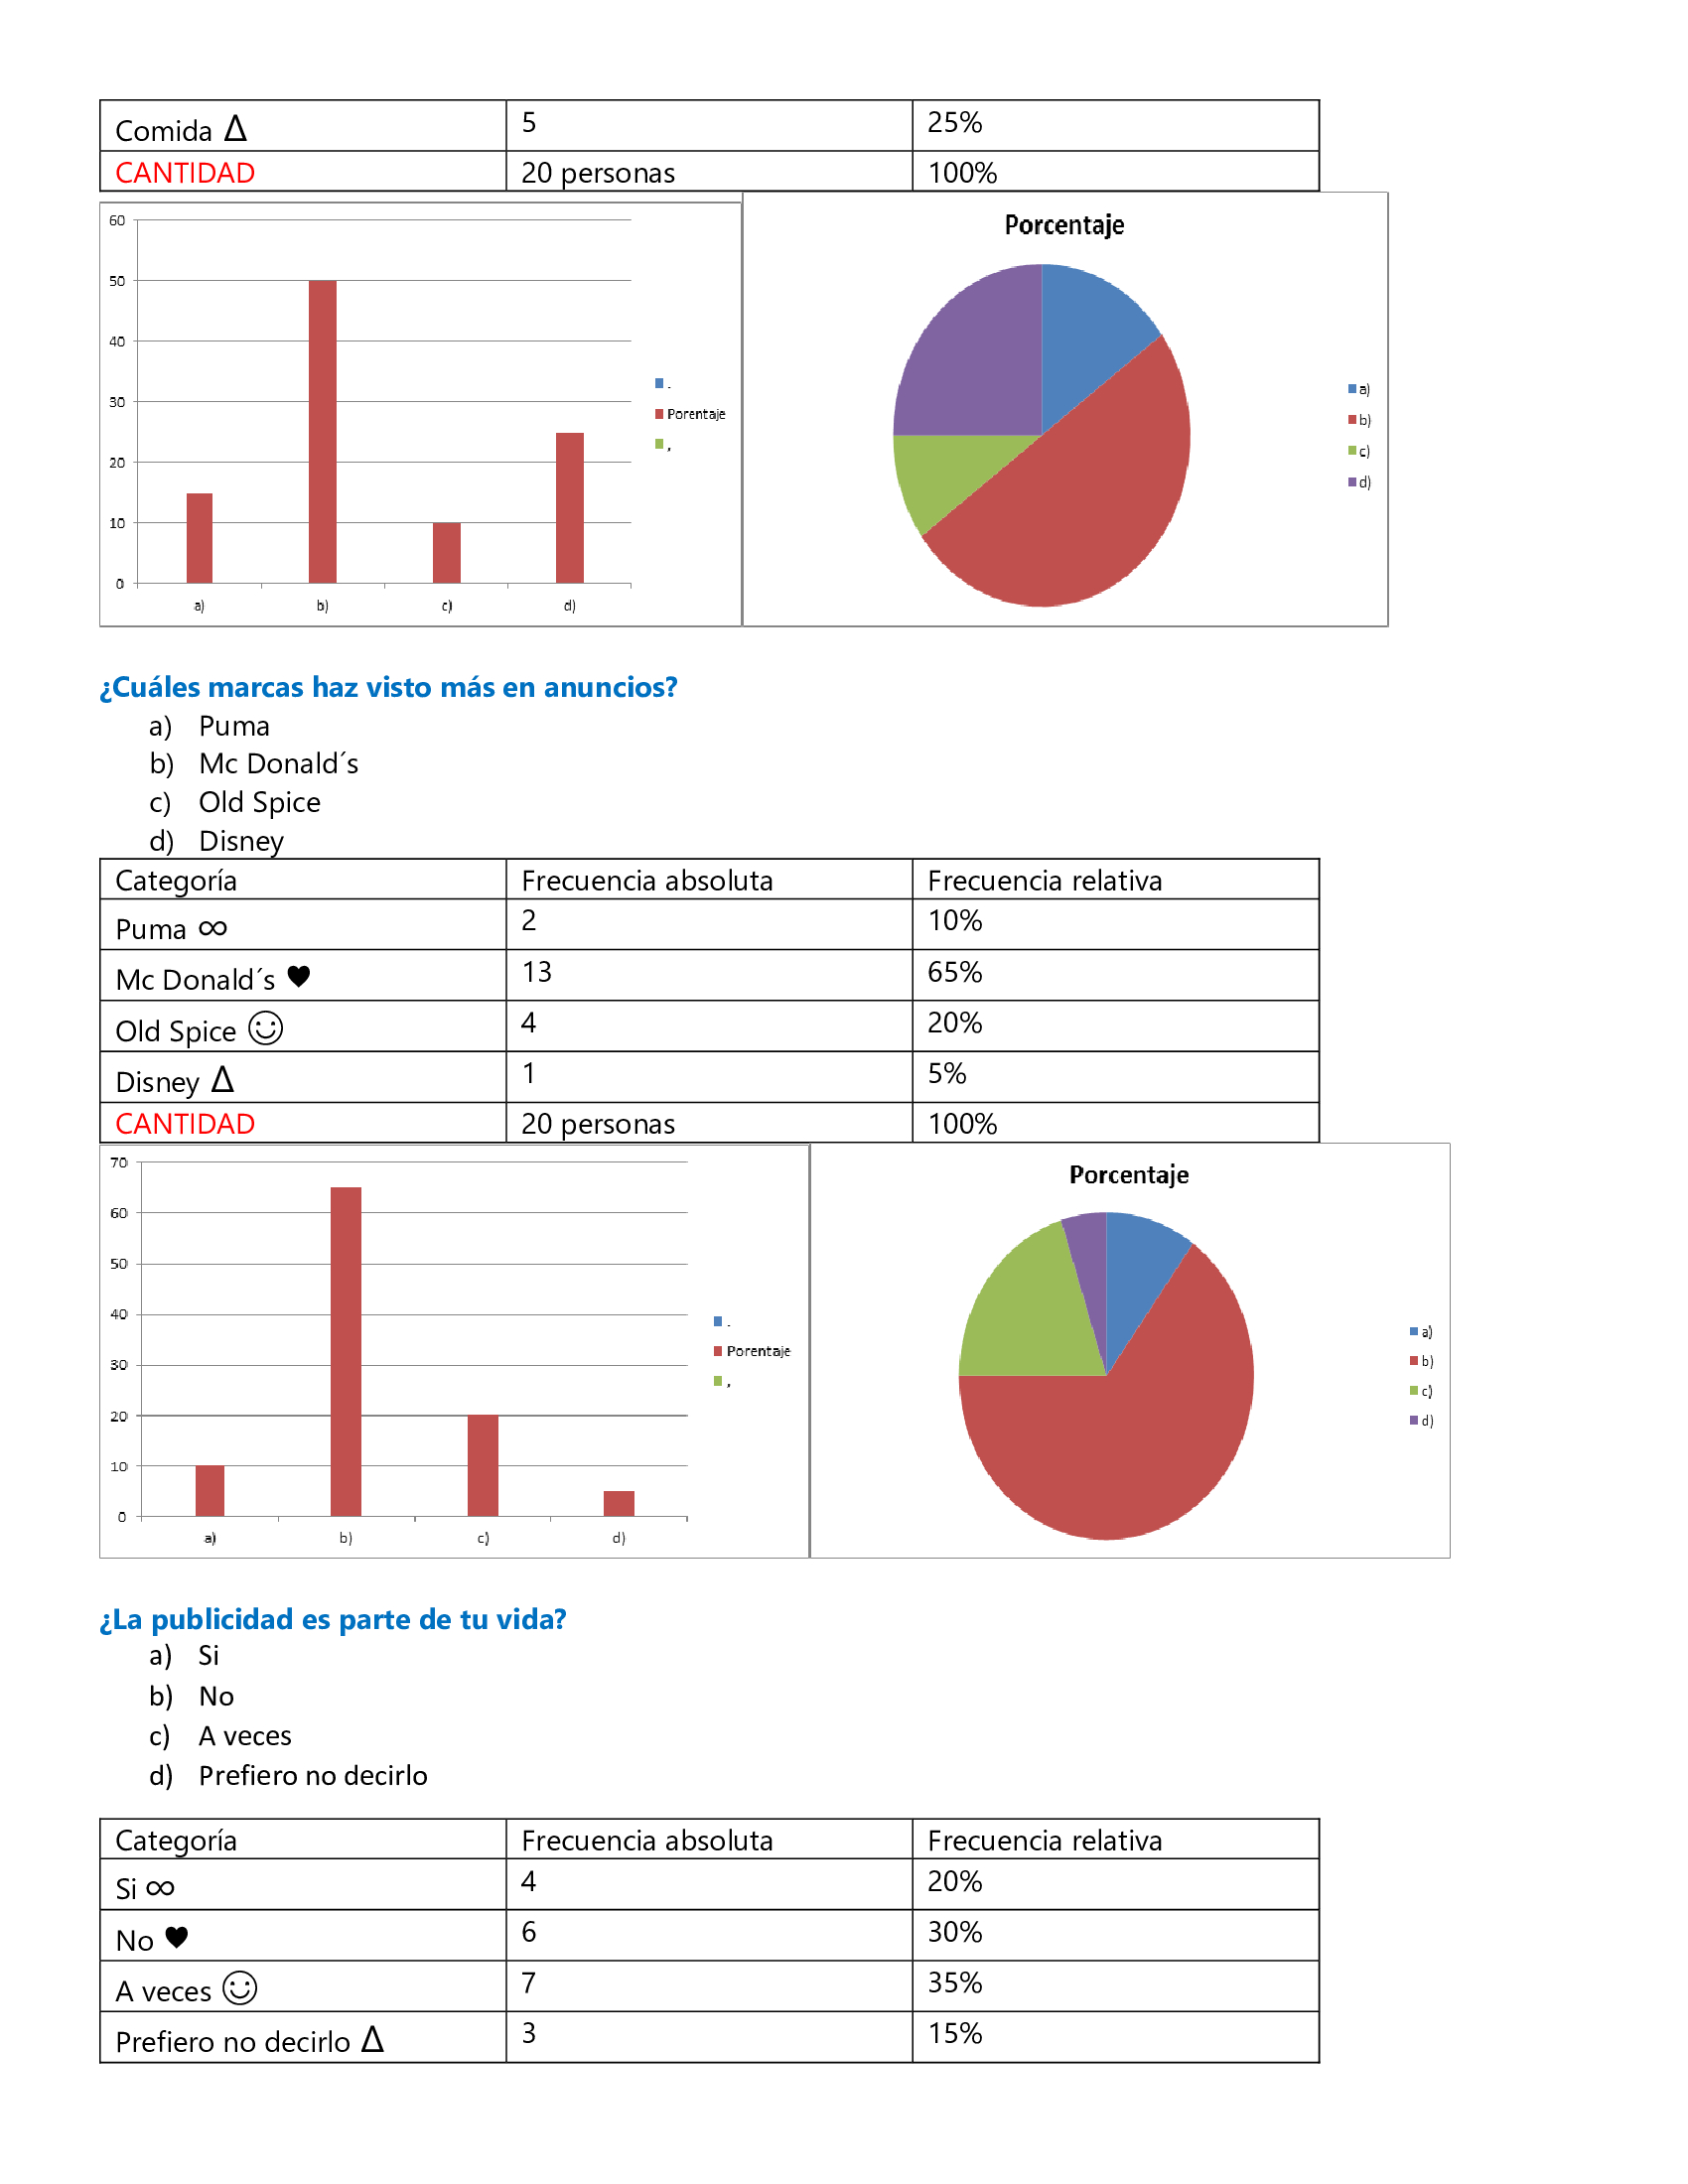 Comida Δ 5 25%
CANTIDAD 20 personas 100%
60
50
40
30
20
10
0
a) b) c) d)
.
Porentaje
,
Porcentaje
a)
b)
c)
d)
¿Cuáles marcas haz visto más en anuncios?
a) Puma
b) Mc Donald´s
c) Old Spice
d) Disney
Categoría Frecuencia absoluta Frecuencia relativa
Puma ∞ 2 10%
Mc Donald´s ♥ 13 65%
Old Spice ☺ 4 20%
Disney Δ 1 5%
CANTIDAD 20 personas 100%
70
60
50
40
30
20
10
0
a) b) c) d)
.
Porentaje
,
Porcentaje
a)
b)
c)
d)
¿La publicidad es parte de tu vida?
a) Si
b) No
c) A veces
d) Prefiero no decirlo
Categoría Frecuencia absoluta Frecuencia relativa
Si ∞ 4 20%
No ♥ 6 30%
A veces ☺ 7 35%
Prefiero no decirlo Δ 3 15%